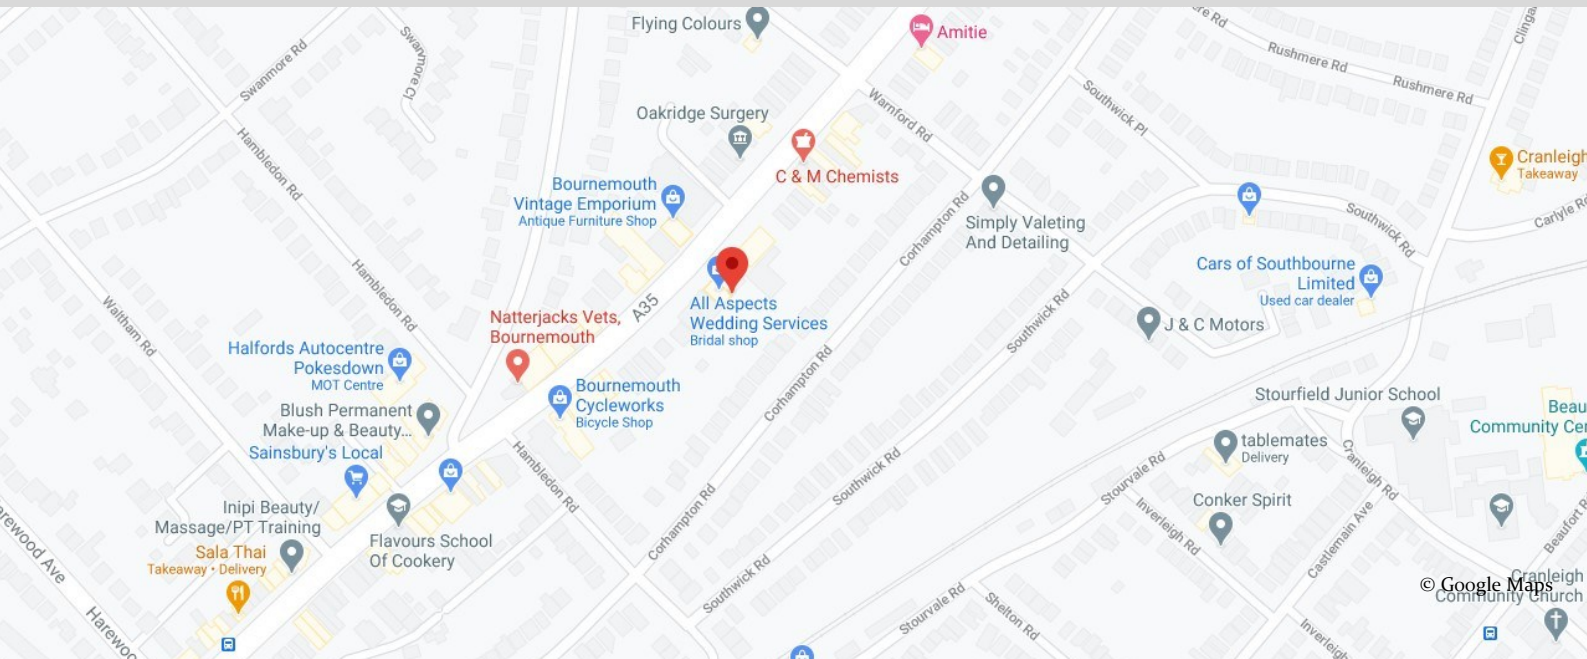 Flying Colours
Amitie
re Rd
Rushmere Rd
Rushmere Rd
Swanmore Rd
Swanmore Cl
Oakridge Surgery
Warnford Rd
Southwick Pl
C & M Chemists
Cranleigh
Takeaway
Hambledon Rd
Bournemouth
Vintage Emporium
Antique Furniture Shop
Corhampton Rd
Simply Valeting
And Detailing
Southwick Rd
Carlyle Rd
Cars of Southbourne
Limited
Used car dealer
Hambledon Rd
A35
All Aspects
Wedding Services
Bridal shop
Waltham Rd
Natterjacks Vets,
Bournemouth
Southwick Rd
J & C Motors
Halfords Autocentre
Pokesdown
MOT Centre
Corhampton Rd
Bournemouth
Cycleworks
Bicycle Shop
Stourfield Junior School
Blush Permanent
Make-up & Beauty...
Beau
Community Cen
Sainsbury's Local
tablemates
Delivery
Hambledon Rd
Southwick Rd
Stourvale Rd
Cranleigh Rd
Inipi Beauty/
Massage/PT Training
Corhampton Rd
Conker Spirit
Inverleigh Rd
Castlemain Ave
Beaufort R
Flavours School
Of Cookery
Sala Thai
Takeaway • Delivery
arewood Ave
Southwick Rd
Stourvale Rd
Shelton Rd
© Google Maps
Cranleigh
Community Church
Harewoo
Inverleigh